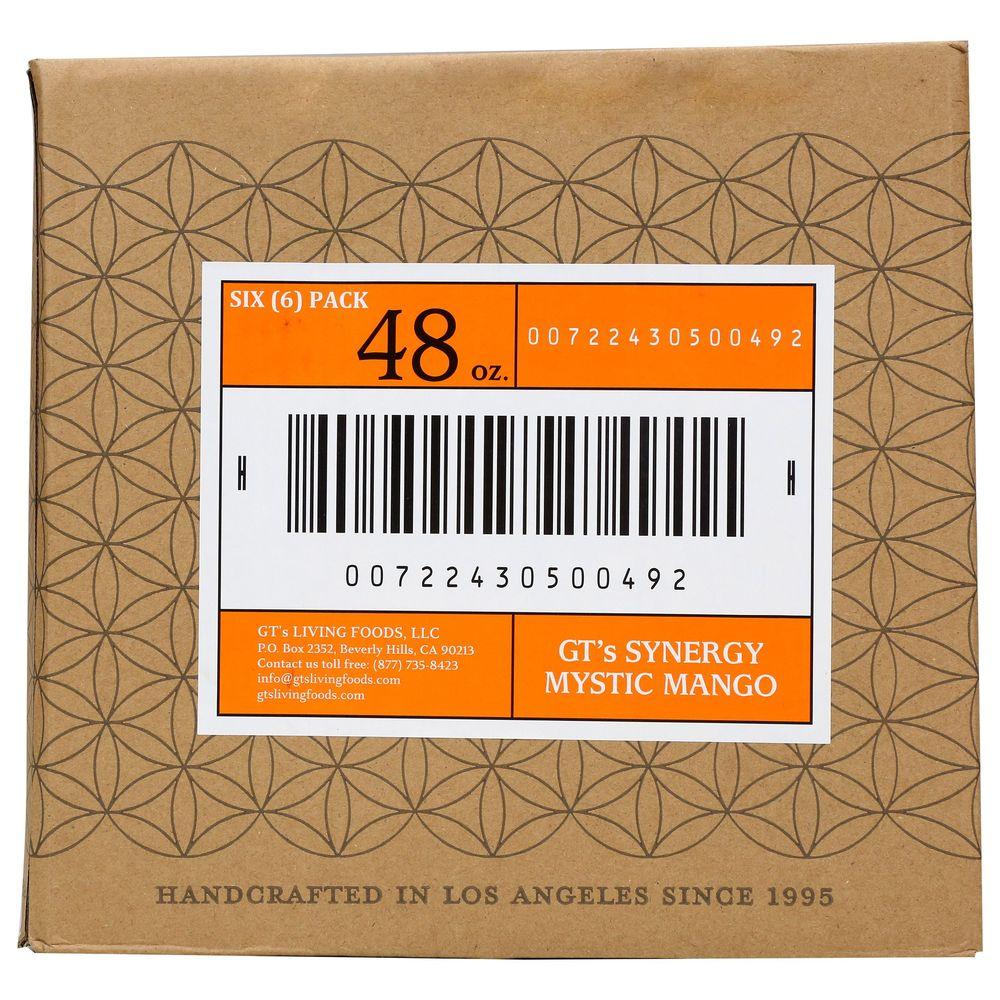 SIX (6) PACK
48 oz.
00722430500492
H
H
00722430500492
GT's LIVING FOODS, LLC
P.O. Box 2352, Beverly Hills, CA 90213
Contact us toll free: (877) 735-8423
info@gtslivingfoods.com
gtslivingfoods.com
GT's SYNERGY
MYSTIC MANGO
HANDCRAFTED IN LOS ANGELES SINCE 1995